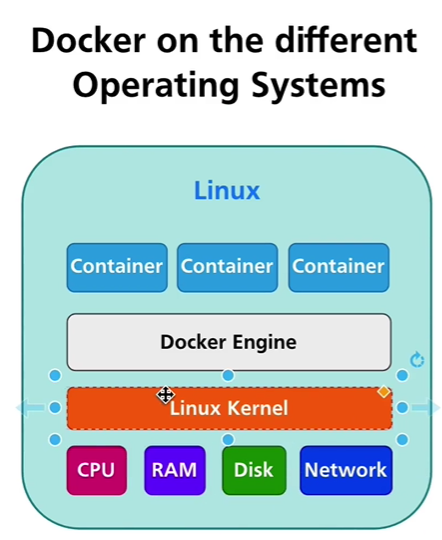 Docker on the different
Operating Systems
Linux
Container Container Container
Docker Engine
Linux Kernel
CPU RAM Disk Network